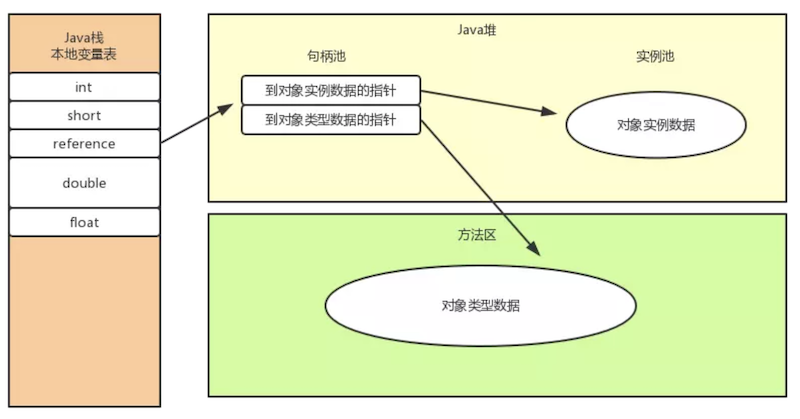 Java栈
本地变量表
int
short
reference
double
float
Java堆
句柄池
实例池
到对象实例数据的指针
到对象类型数据的指针
对象实例数据
方法区
对象类型数据